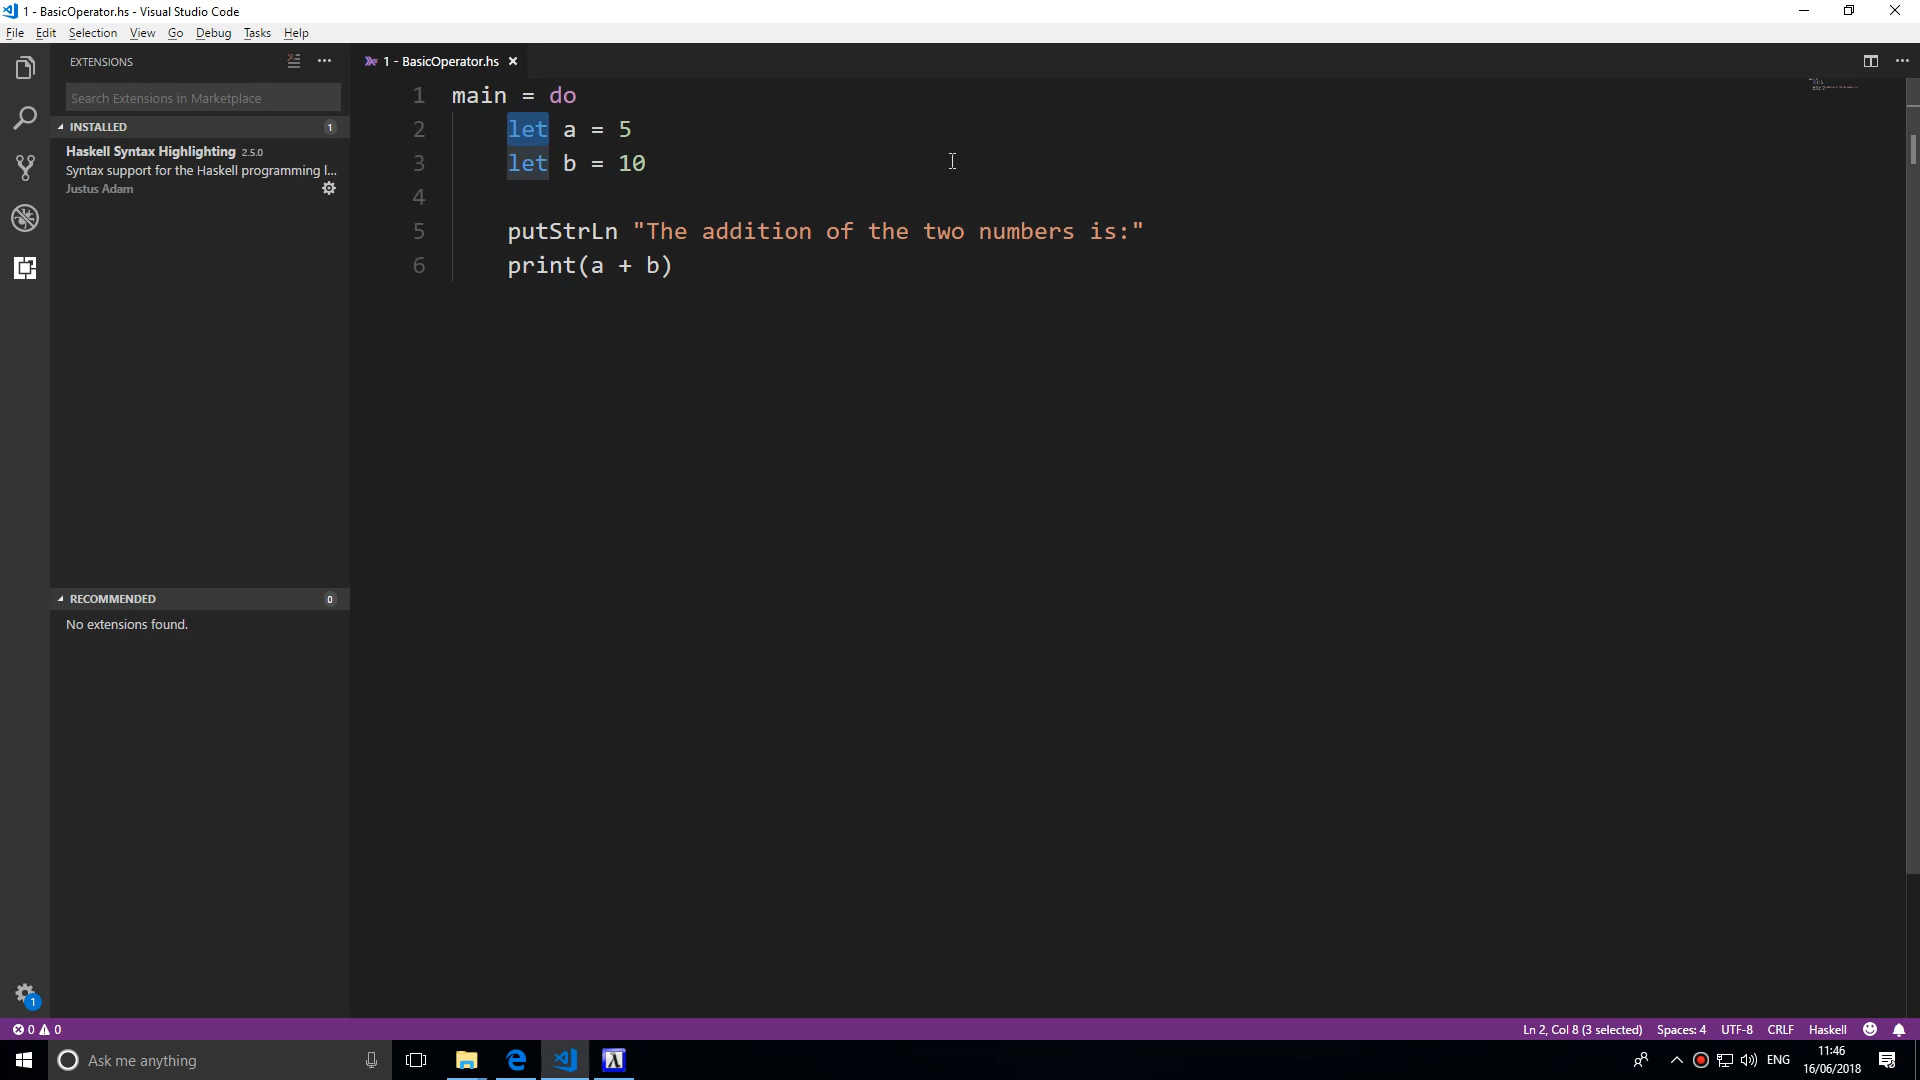 1 - BasicOperator.hs - Visual Studio Code
File Edit Selection View Go Debug Tasks Help
EXTENSIONS
1 - BasicOperator.hs
Search Extensions in Marketplace
INSTALLED 1
Haskell Syntax Highlighting 2.5.0
Syntax support for the Haskell programming l...
Justus Adam
1 main = do
2 let a = 5
3 let b = 10
4
5 putStrLn "The addition of the two numbers is:"
6 print(a + b)
RECOMMENDED 0
No extensions found.
1
0 0
Ln 2, Col 8 (3 selected) Spaces: 4 UTF-8 CRLF Haskell
Ask me anything
ENG
11:46
16/06/2018